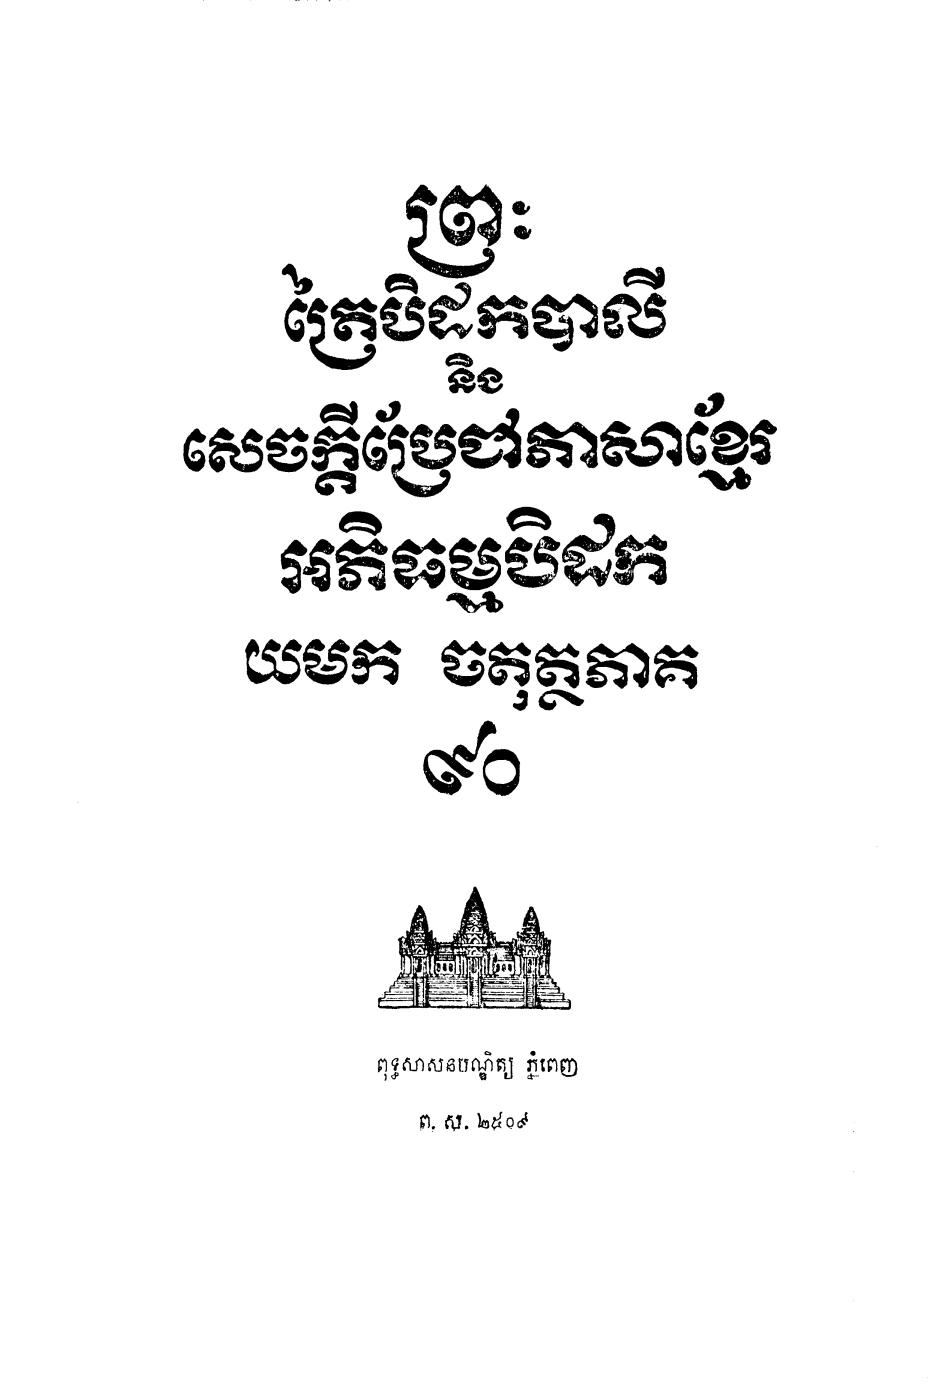 ព្រះ
ត្រៃបិដកបាលី
និង
សេចក្តីប្រែជាភាសាខ្មែរ
អភិធម្មបិដក
យមក ចតុត្ថភាគ
៩០
ពុទ្ធសាសនបណ្ឌិត្យ ភ្នំពេញ
ព. ស. ២៥០៩